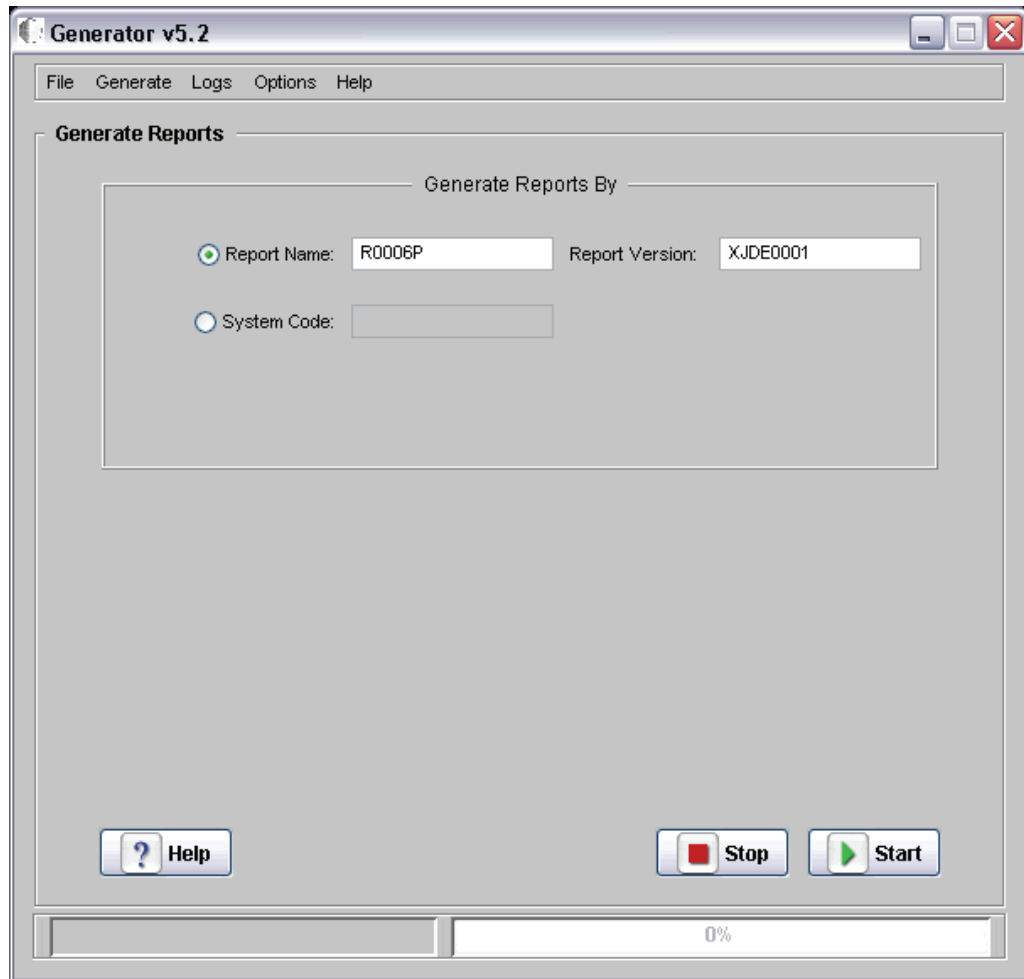 Generator v5.2
File Generate Logs Options Help
Generate Reports
Generate Reports By
Report Name: R0006P Report Version: XJDE0001
System Code:
? Help Stop Start
0%